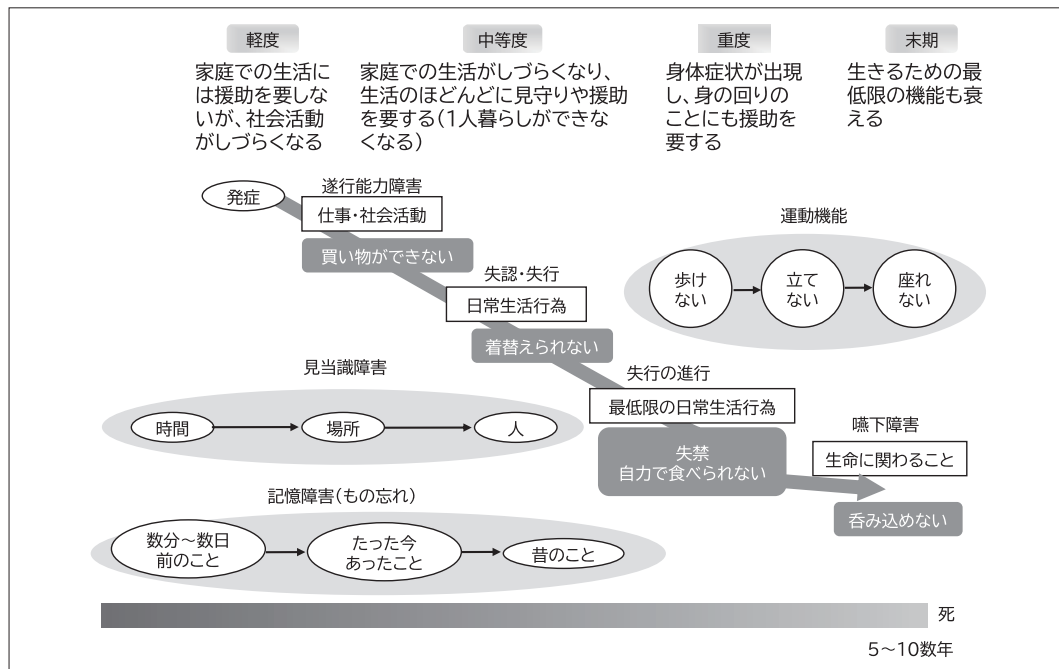 軽度
家庭での生活に
は援助を要しな
いが、社会活動
がしづらくなる
中等度
家庭での生活がしづらくなり、
生活のほどんどに見守りや援助
を要する(1人暮らしができな
くなる)
重度
身体症状が出現
し、身の回りの
ことにも援助を
要する
末期
生きるための最
低限の機能も衰
える
発症
遂行能力障害
仕事・社会活動
買い物ができない
失認・失行
日常生活行為
着替えられない
運動機能
歩け
ない
立て
ない
座れ
ない
見当識障害
時間
場所
人
失行の進行
最低限の日常生活行為
失禁
自力で食べられない
嚥下障害
生命に関わること
呑み込めない
記憶障害(もの忘れ)
数分〜数日
前のこと
たった今
あったこと
昔のこと
死
5〜10数年